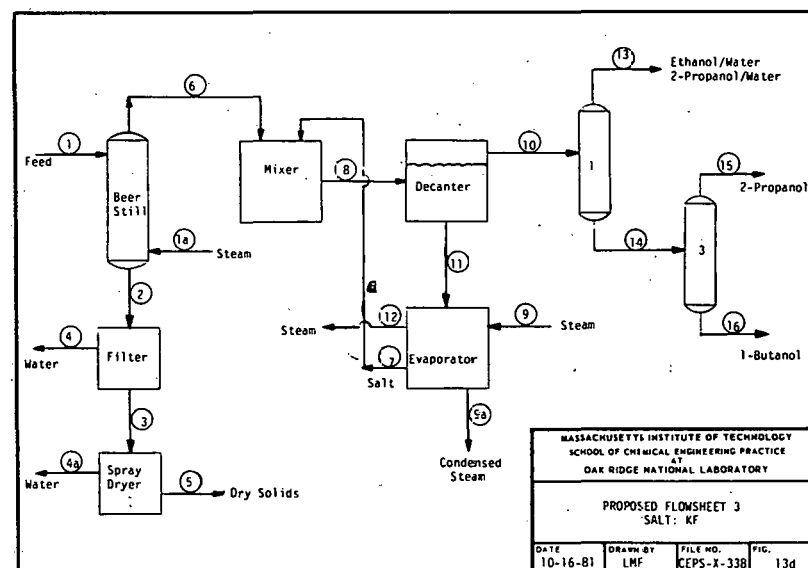 13
Ethanol/Water
2-Propanol/Water
6
1
Feed
Beer
Still
Mixer
8
Decanter
10
1
15
2-Propanol
1a
Steam
14
3
2
11
16
1-Butanol
4
Water
Filter
12
Steam
9
Steam
Evaporator
7
Salt
3
9a
Condensed
Steam
4a
Water
Spray
Dryer
5
Dry Solids
MASSACHUSETTS INSTITUTE OF TECHNOLOGY
SCHOOL OF CHEMICAL ENGINEERING PRACTICE
AT
OAK RIDGE NATIONAL LABORATORY
PROPOSED FLOWSHEET 3
SALT: KF
DATE
10-16-81
DRAWN BY
LMF
FILE NO.
CEPS-X-338
FIG.
13d